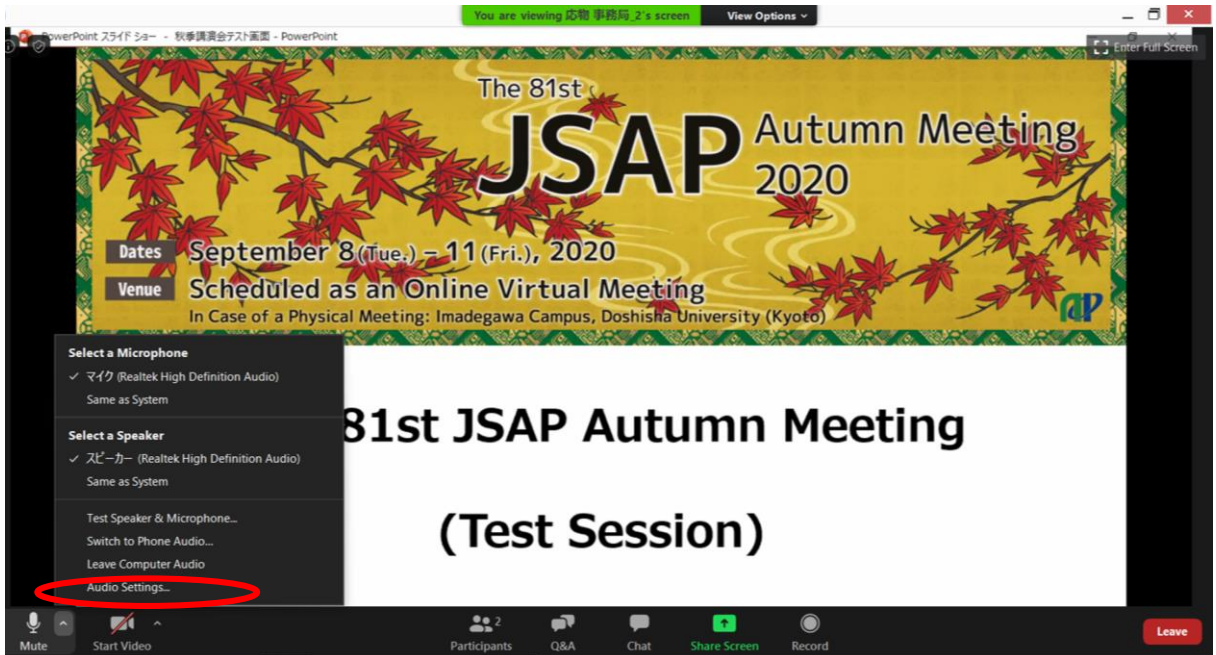 You are viewing 応物 事務局_2's screen
View Options
PowerPoint スライド ショー - 秋季講演会テスト画面 - PowerPoint
Enter Full Screen
The 81st
JSAP Autumn Meeting
2020
Dates September 8(Tue.) – 11(Fri.), 2020
Venue Scheduled as an Online Virtual Meeting
In Case of a Physical Meeting: Imadegawa Campus, Doshisha University (Kyoto)
Select a Microphone
マイク (Realtek High Definition Audio)
Same as System
Select a Speaker
スピーカー (Realtek High Definition Audio)
Same as System
Test Speaker & Microphone...
Switch to Phone Audio...
Leave Computer Audio
Audio Settings...
81st JSAP Autumn Meeting
(Test Session)
Mute
Start Video
Participants 2
Q&A
Chat
Share Screen
Record
Leave